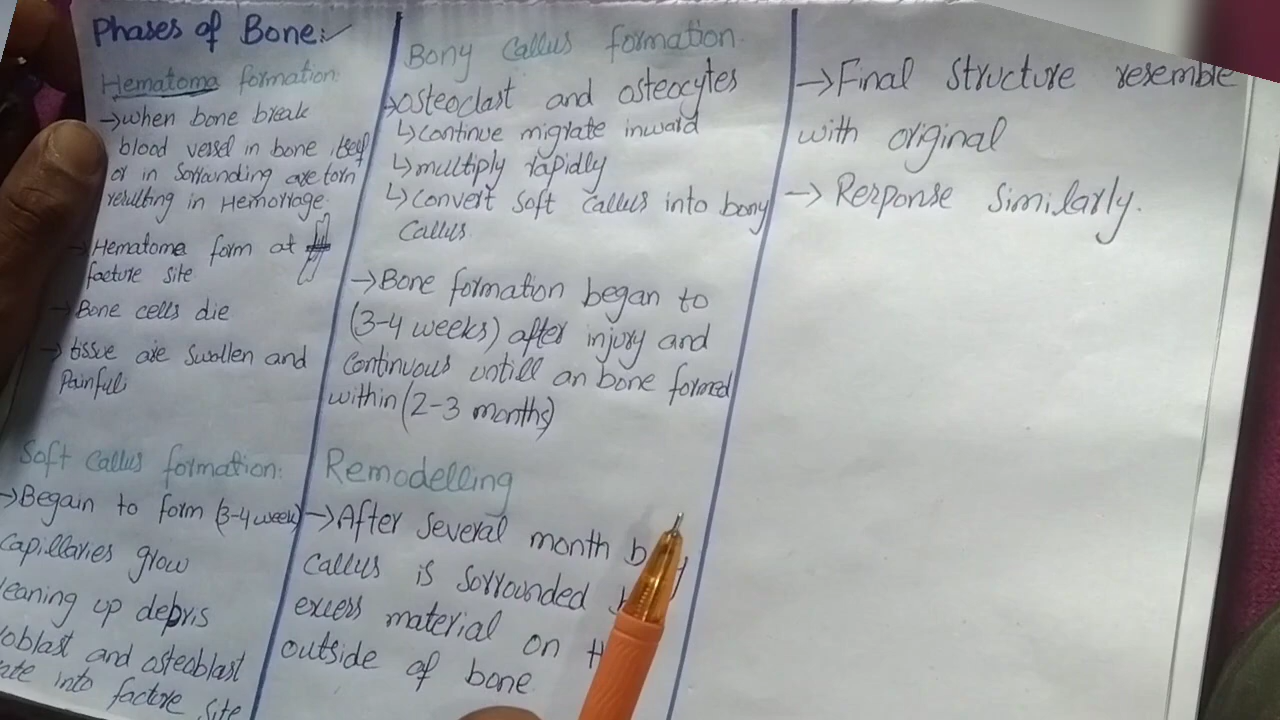 Phases of Bone:
Hematoma formation:
→when bone break
blood vessel in bone itself
or in Sorrounding are torn
resulting in Hemorrage.
→Hematoma form at
facture site
→Bone cells die
→tissue are Swollen and
Painful.
Soft Callus formation:
→Begain to form (3-4 week)
Capillaries grow
leaning up debris
oblast and osteoblast
ate into facture site
Bony Callus formation.
→osteoclast and osteocytes
↳continue migrate inward
↳multiply rapidly
↳Convert Soft Callus into bony
Callus.
→Bone formation began to
(3-4 weeks) after injury and
Continuous untill an bone formed
within (2-3 months)
Remodelling
→After several month
Callus is sorrounded
excess material on
outside of bone
→Final Structure resemble
with original
→Response Similarly.